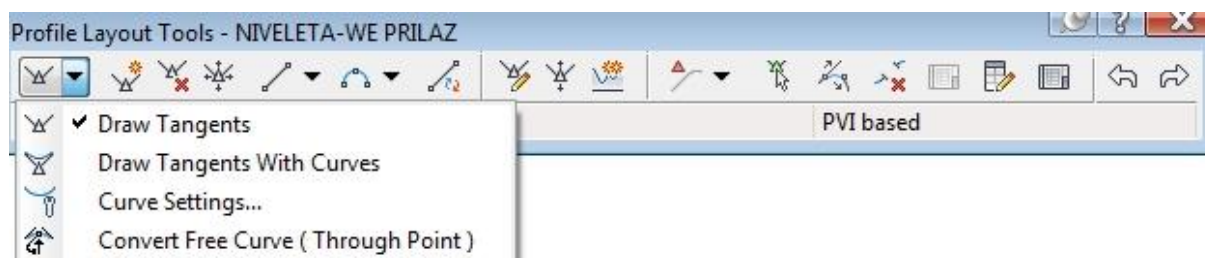 Profile Layout Tools - NIVELETA-WE PRILAZ
PVI based
Draw Tangents
Draw Tangents With Curves
Curve Settings...
Convert Free Curve ( Through Point )